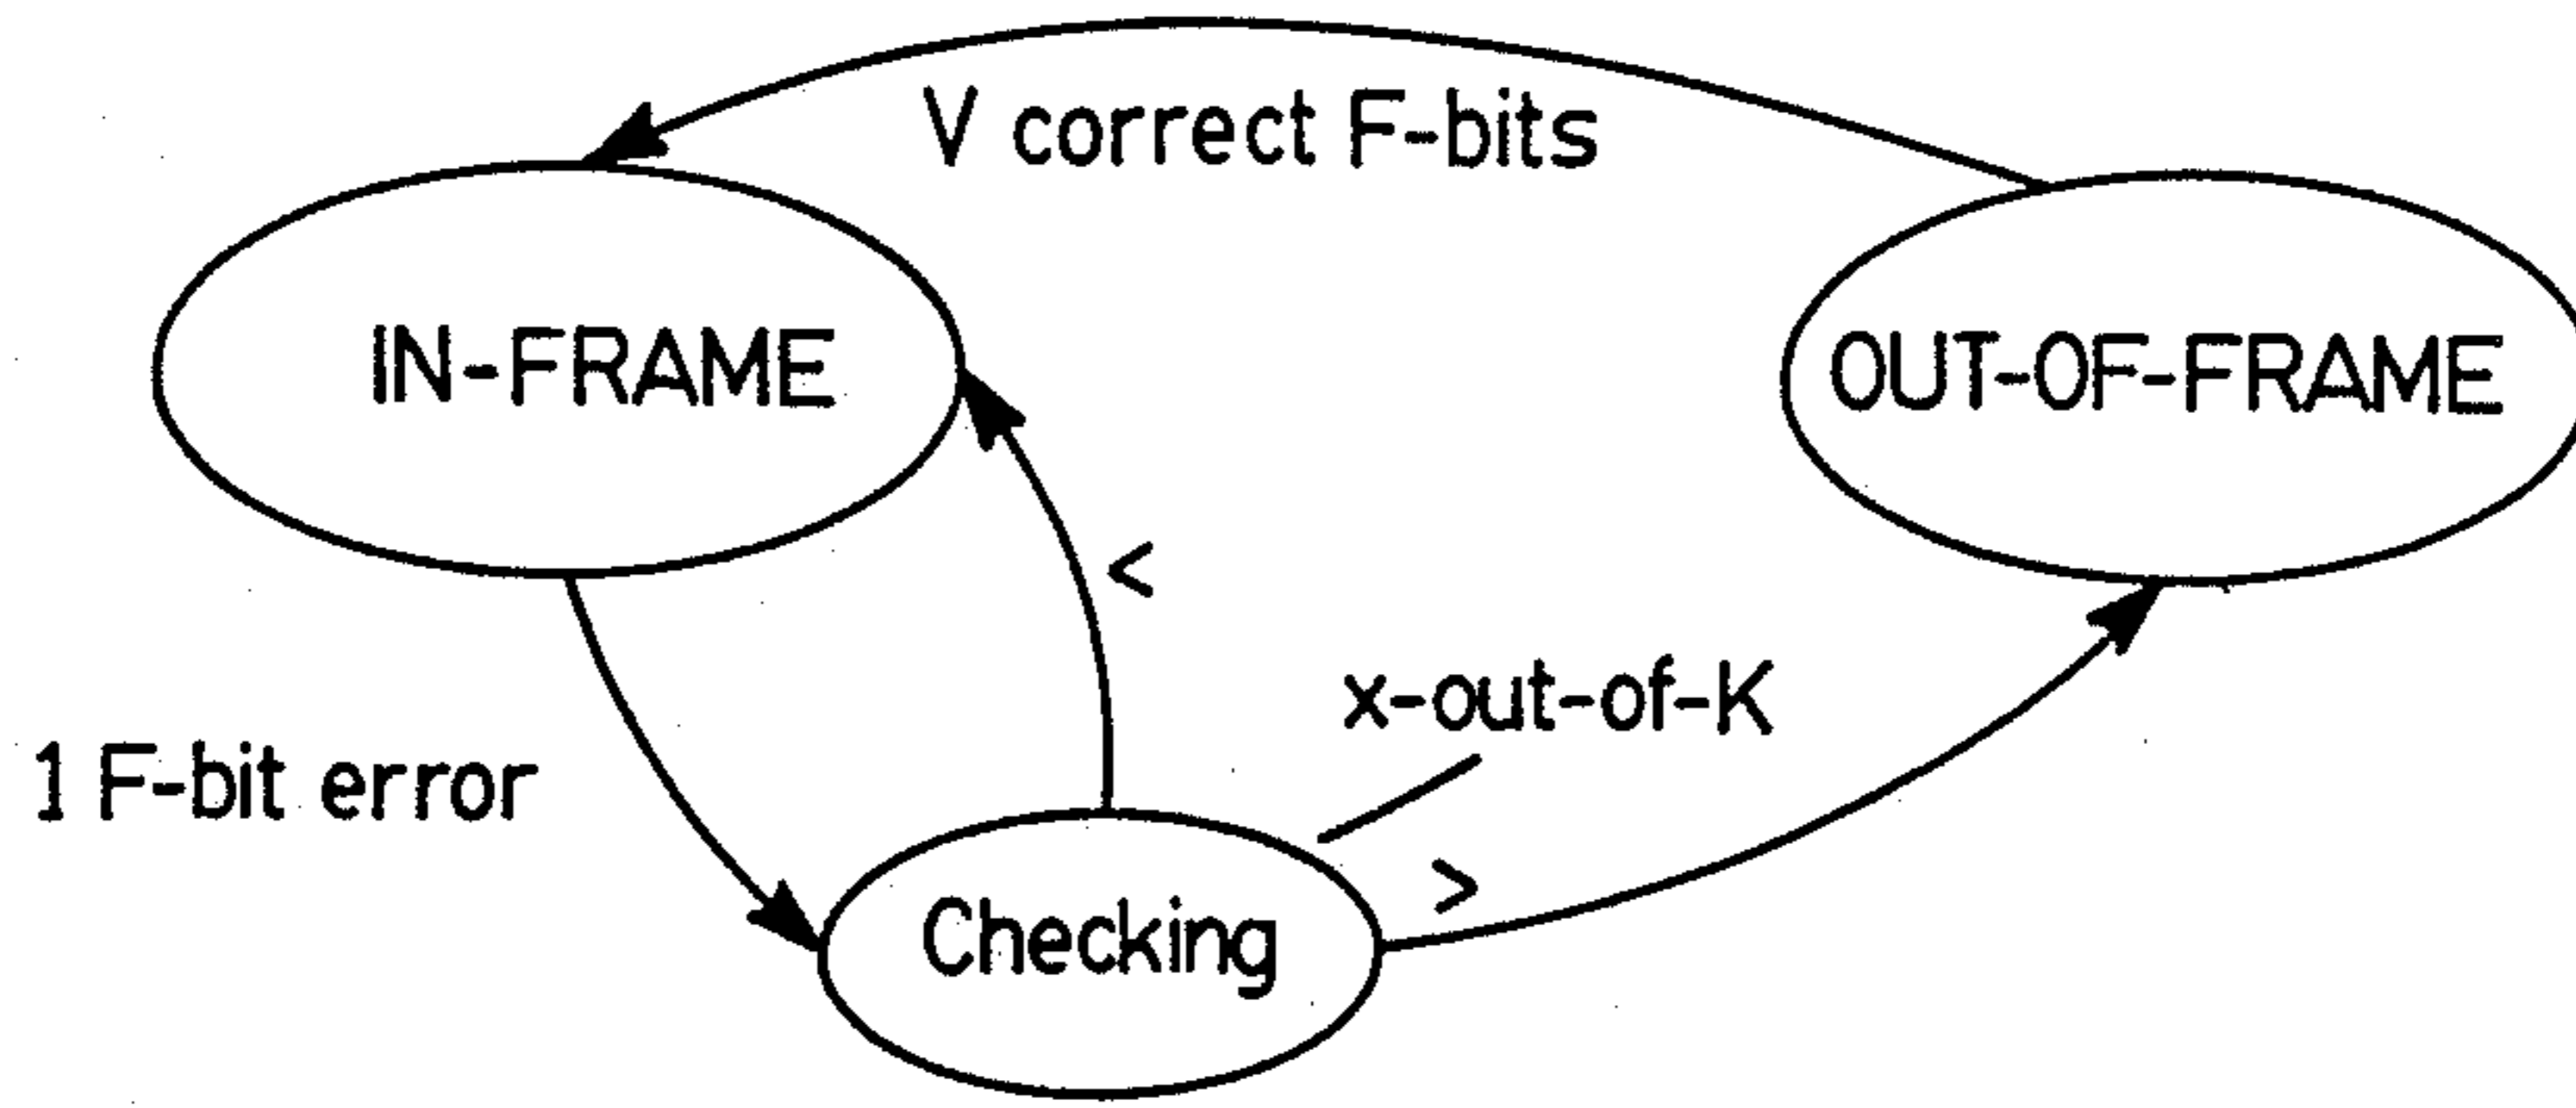 V correct F-bits
IN-FRAME
OUT-OF-FRAME
<
x-out-of-K
1 F-bit error
>
Checking